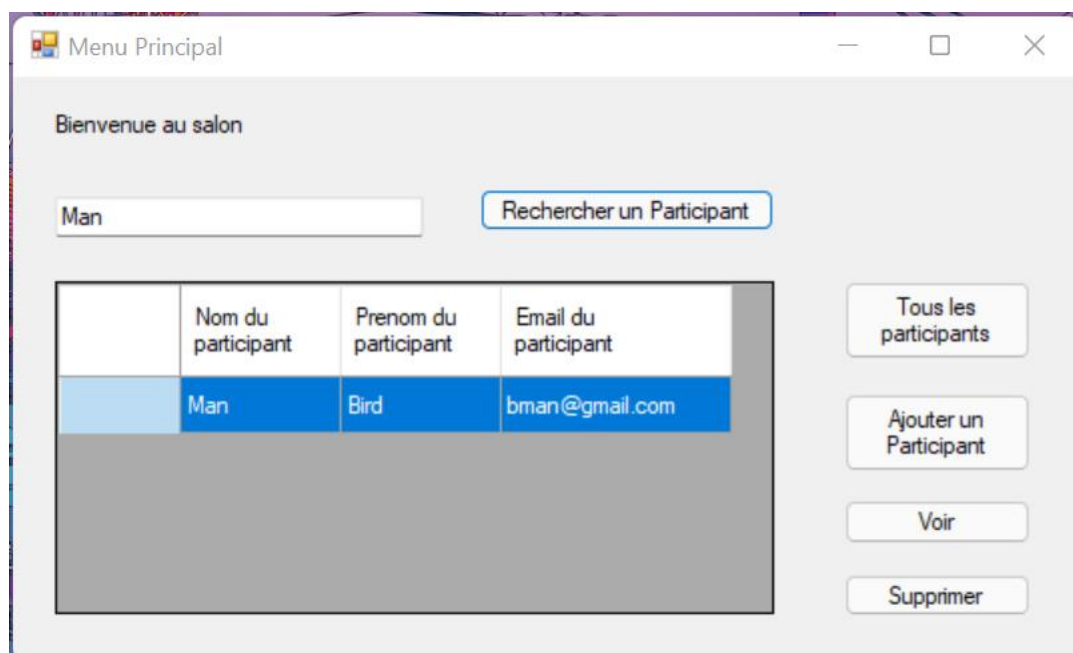 Menu Principal
Bienvenue au salon
Man
Rechercher un Participant
Nom du
participant
Prenom du
participant
Email du
participant
Man Bird bman@gmail.com
Tous les
participants
Ajouter un
Participant
Voir
Supprimer